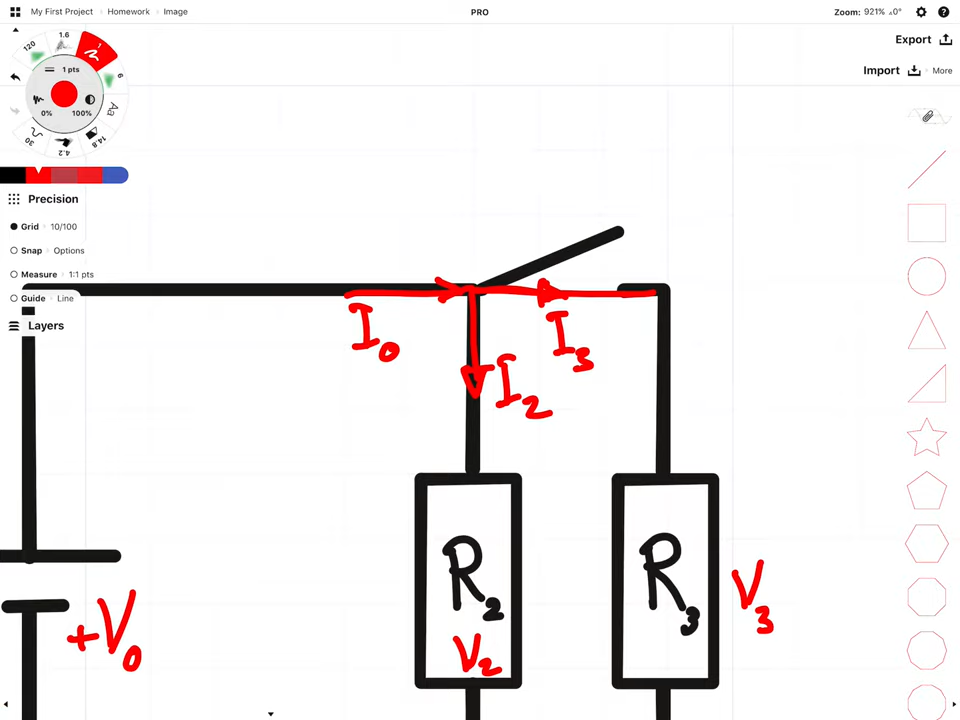 My First Project Homework Image
PRO
Zoom: 921% 0°
Export
Import
More
1.6
120
6
1 pts
0%
100%
Aa
14.8
4.2
30
Precision
Grid 10/100
Snap Options
Measure 1:1 pts
Guide Line
Layers
I₀
I₃
I₂
R₂
V₂
R₃
V₃
+V₀